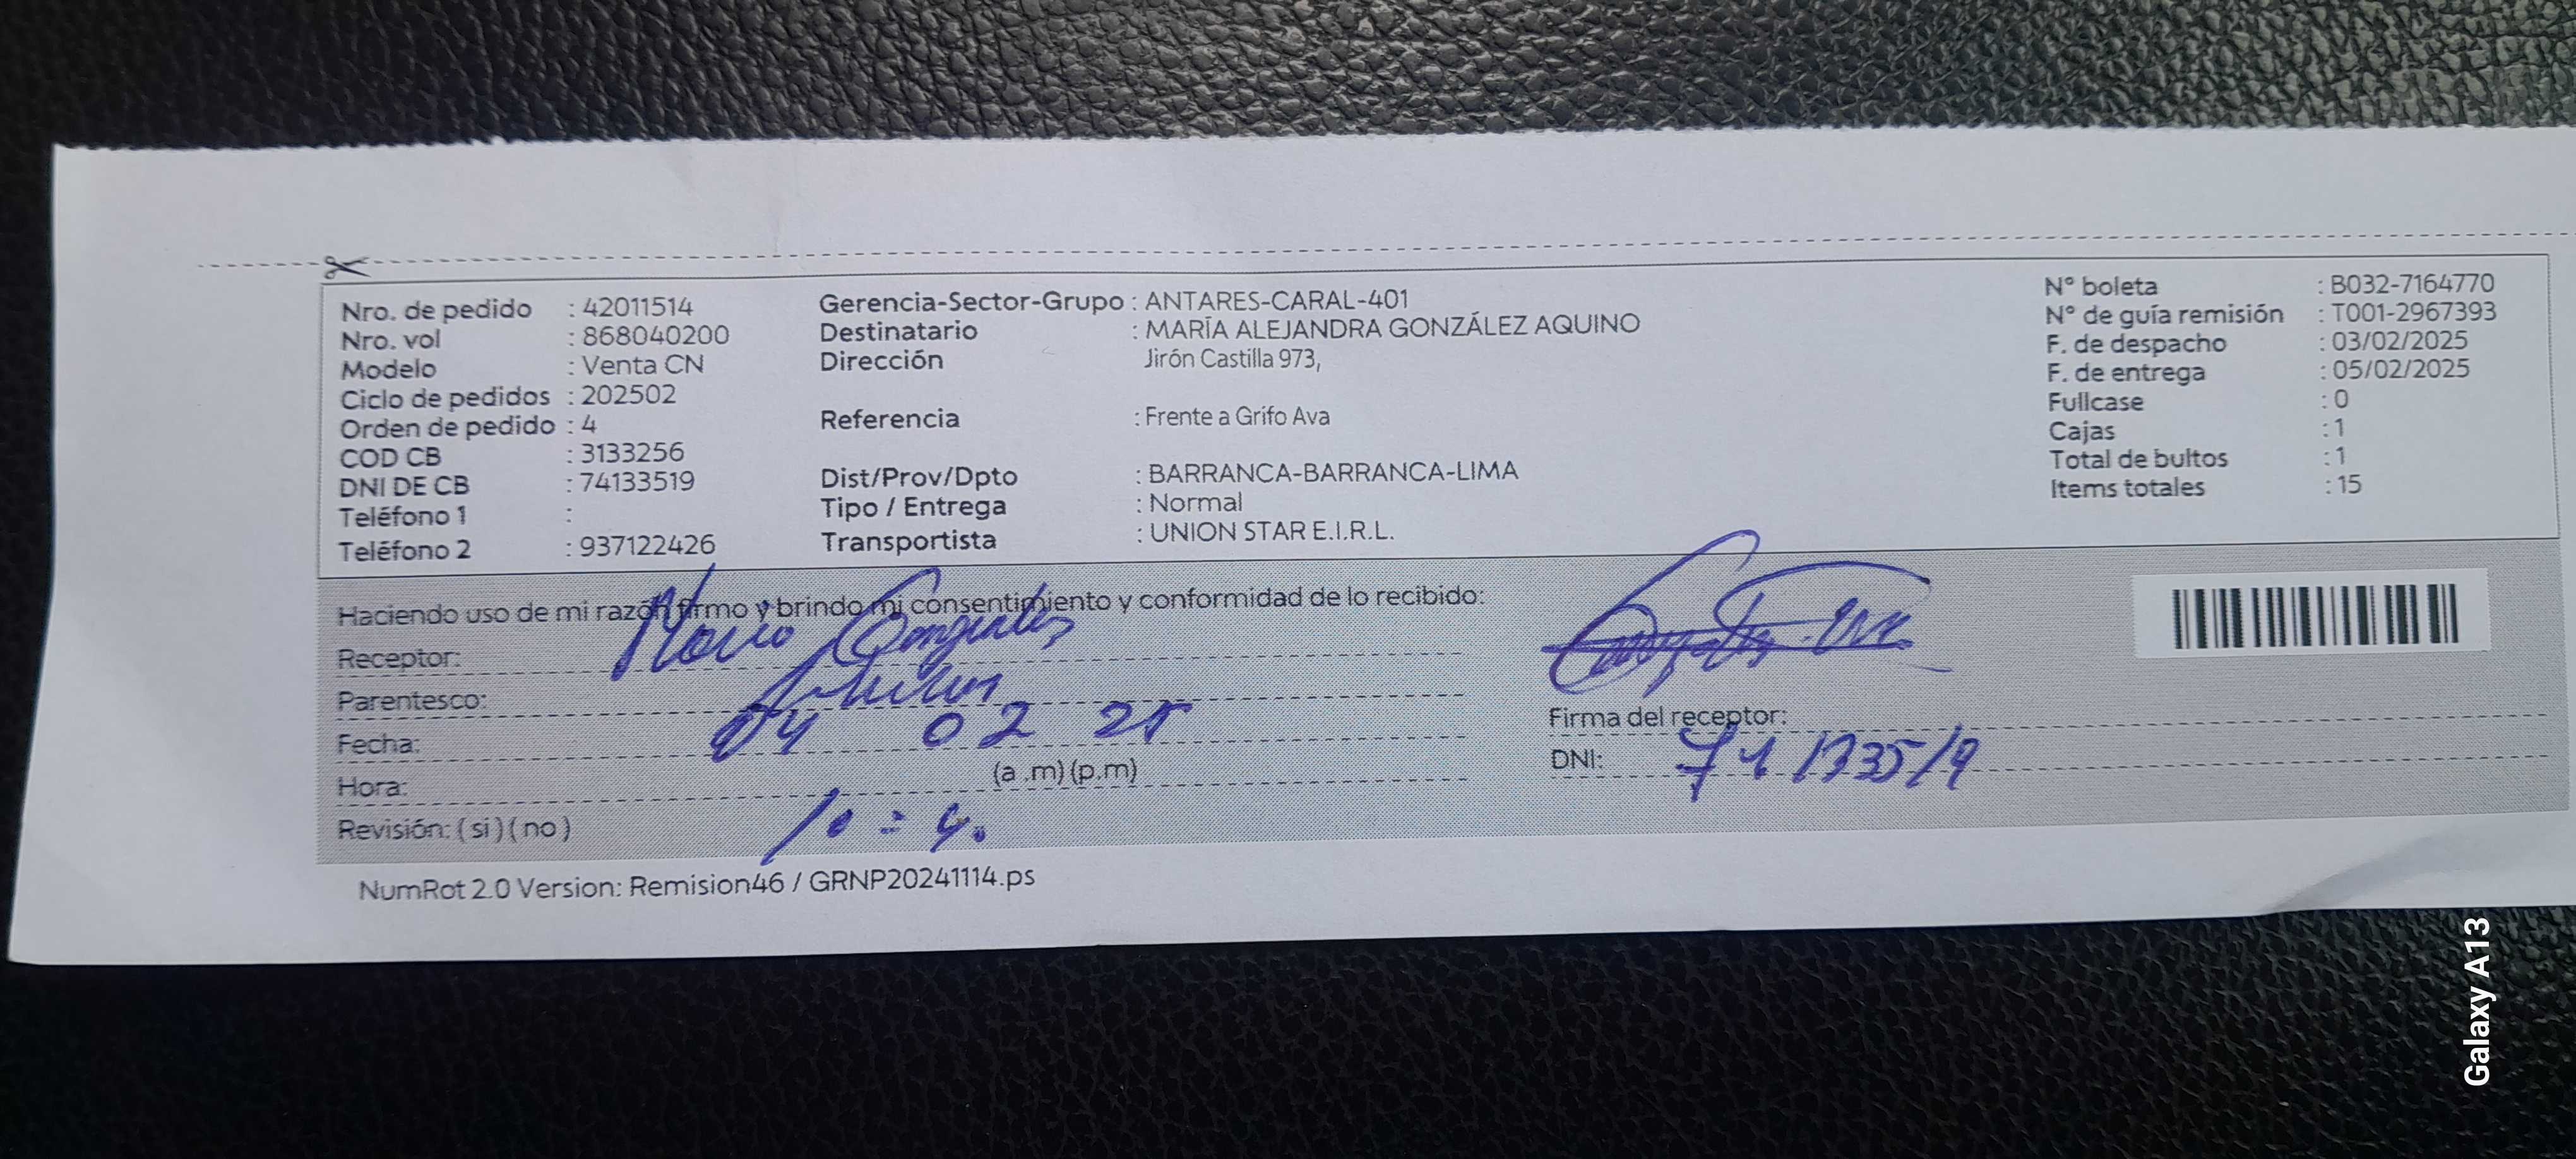 Nro. de pedido : 42011514
Nro. vol : 868040200
Modelo : Venta CN
Ciclo de pedidos : 202502
Orden de pedido : 4
COD CB : 3133256
DNI DE CB : 74133519
Teléfono 1 :
Teléfono 2 : 937122426
Gerencia-Sector-Grupo : ANTARES-CARAL-401
Destinatario : MARÍA ALEJANDRA GONZÁLEZ AQUINO
Dirección Jirón Castilla 973,
Referencia : Frente a Grifo Ava
Dist/Prov/Dpto : BARRANCA-BARRANCA-LIMA
Tipo / Entrega : Normal
Transportista : UNION STAR E.I.R.L.
N° boleta : B032-7164770
N° de guía remisión : T001-2967393
F. de despacho : 03/02/2025
F. de entrega : 05/02/2025
Fullcase : 0
Cajas : 1
Total de bultos : 1
Items totales : 15
Haciendo uso de mi razón firmo y brindo mi consentimiento y conformidad de lo recibido:
Receptor:
Parentesco:
Fecha: 04 02 25
Hora: (a .m) (p.m)
10 = 40
Revisión: ( si ) ( no )
Firma del receptor:
DNI:
NumRot 2.0 Version: Remision46 / GRNP20241114.ps
Galaxy A13